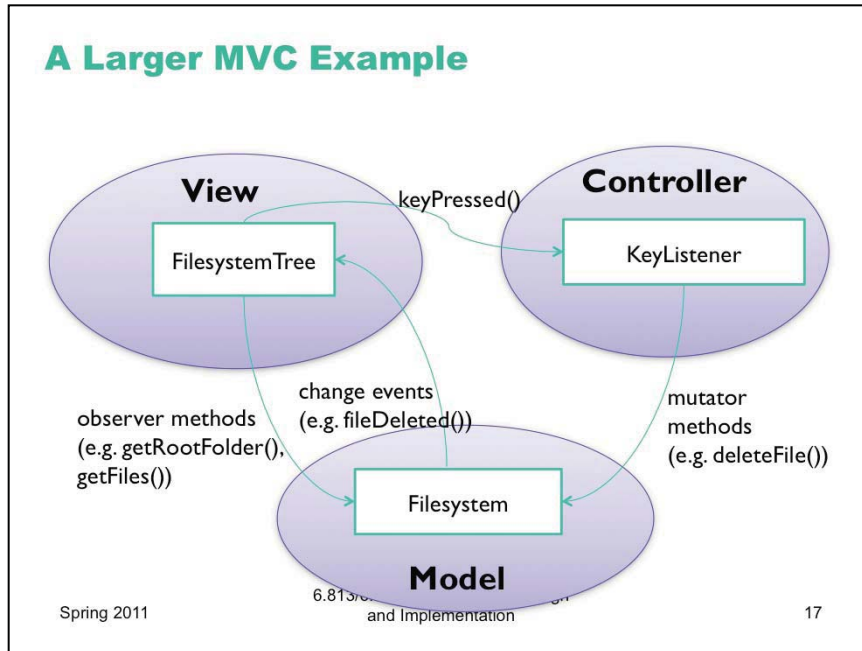 A Larger MVC Example
View
Controller
keyPressed()
FilesystemTree
KeyListener
change events
(e.g. fileDeleted())
observer methods
(e.g. getRootFolder(),
getFiles())
mutator
methods
(e.g. deleteFile())
Filesystem
Model
Spring 2011
and Implementation
17